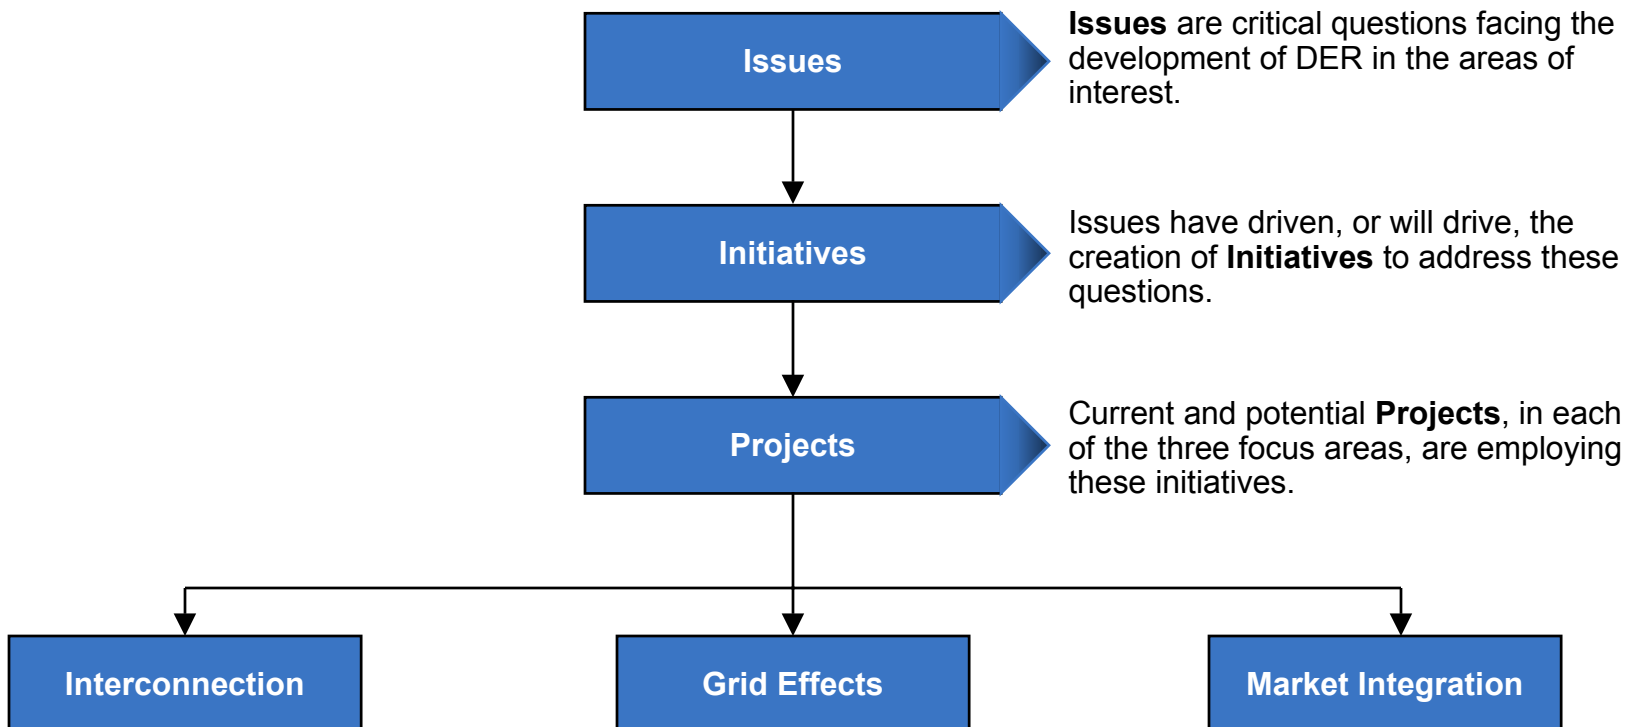 Issues
Issues are critical questions facing the
development of DER in the areas of
interest.
Initiatives
Issues have driven, or will drive, the
creation of Initiatives to address these
questions.
Projects
Current and potential Projects, in each
of the three focus areas, are employing
these initiatives.
Interconnection
Grid Effects
Market Integration